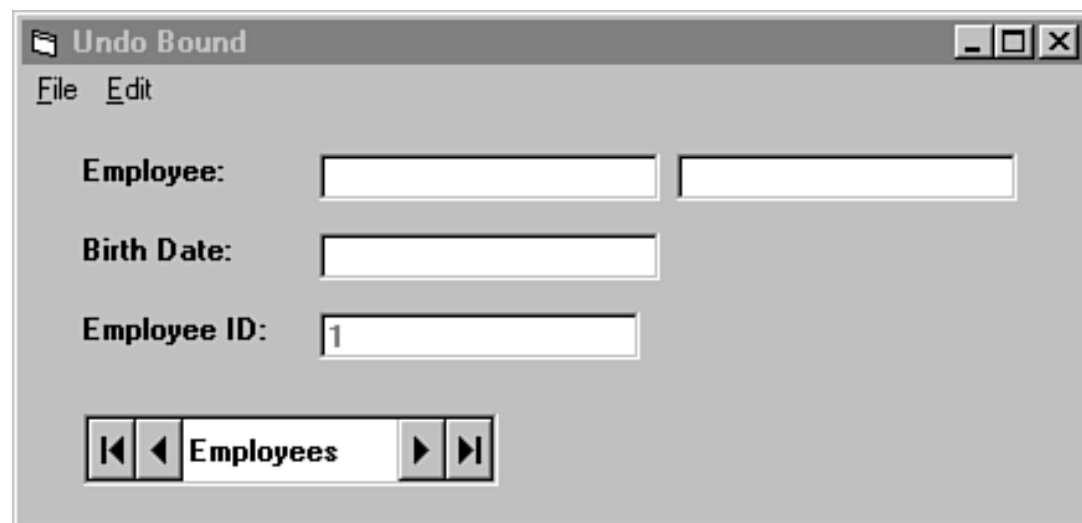 Undo Bound
File Edit
Employee:
Birth Date:
Employee ID: 1
Employees